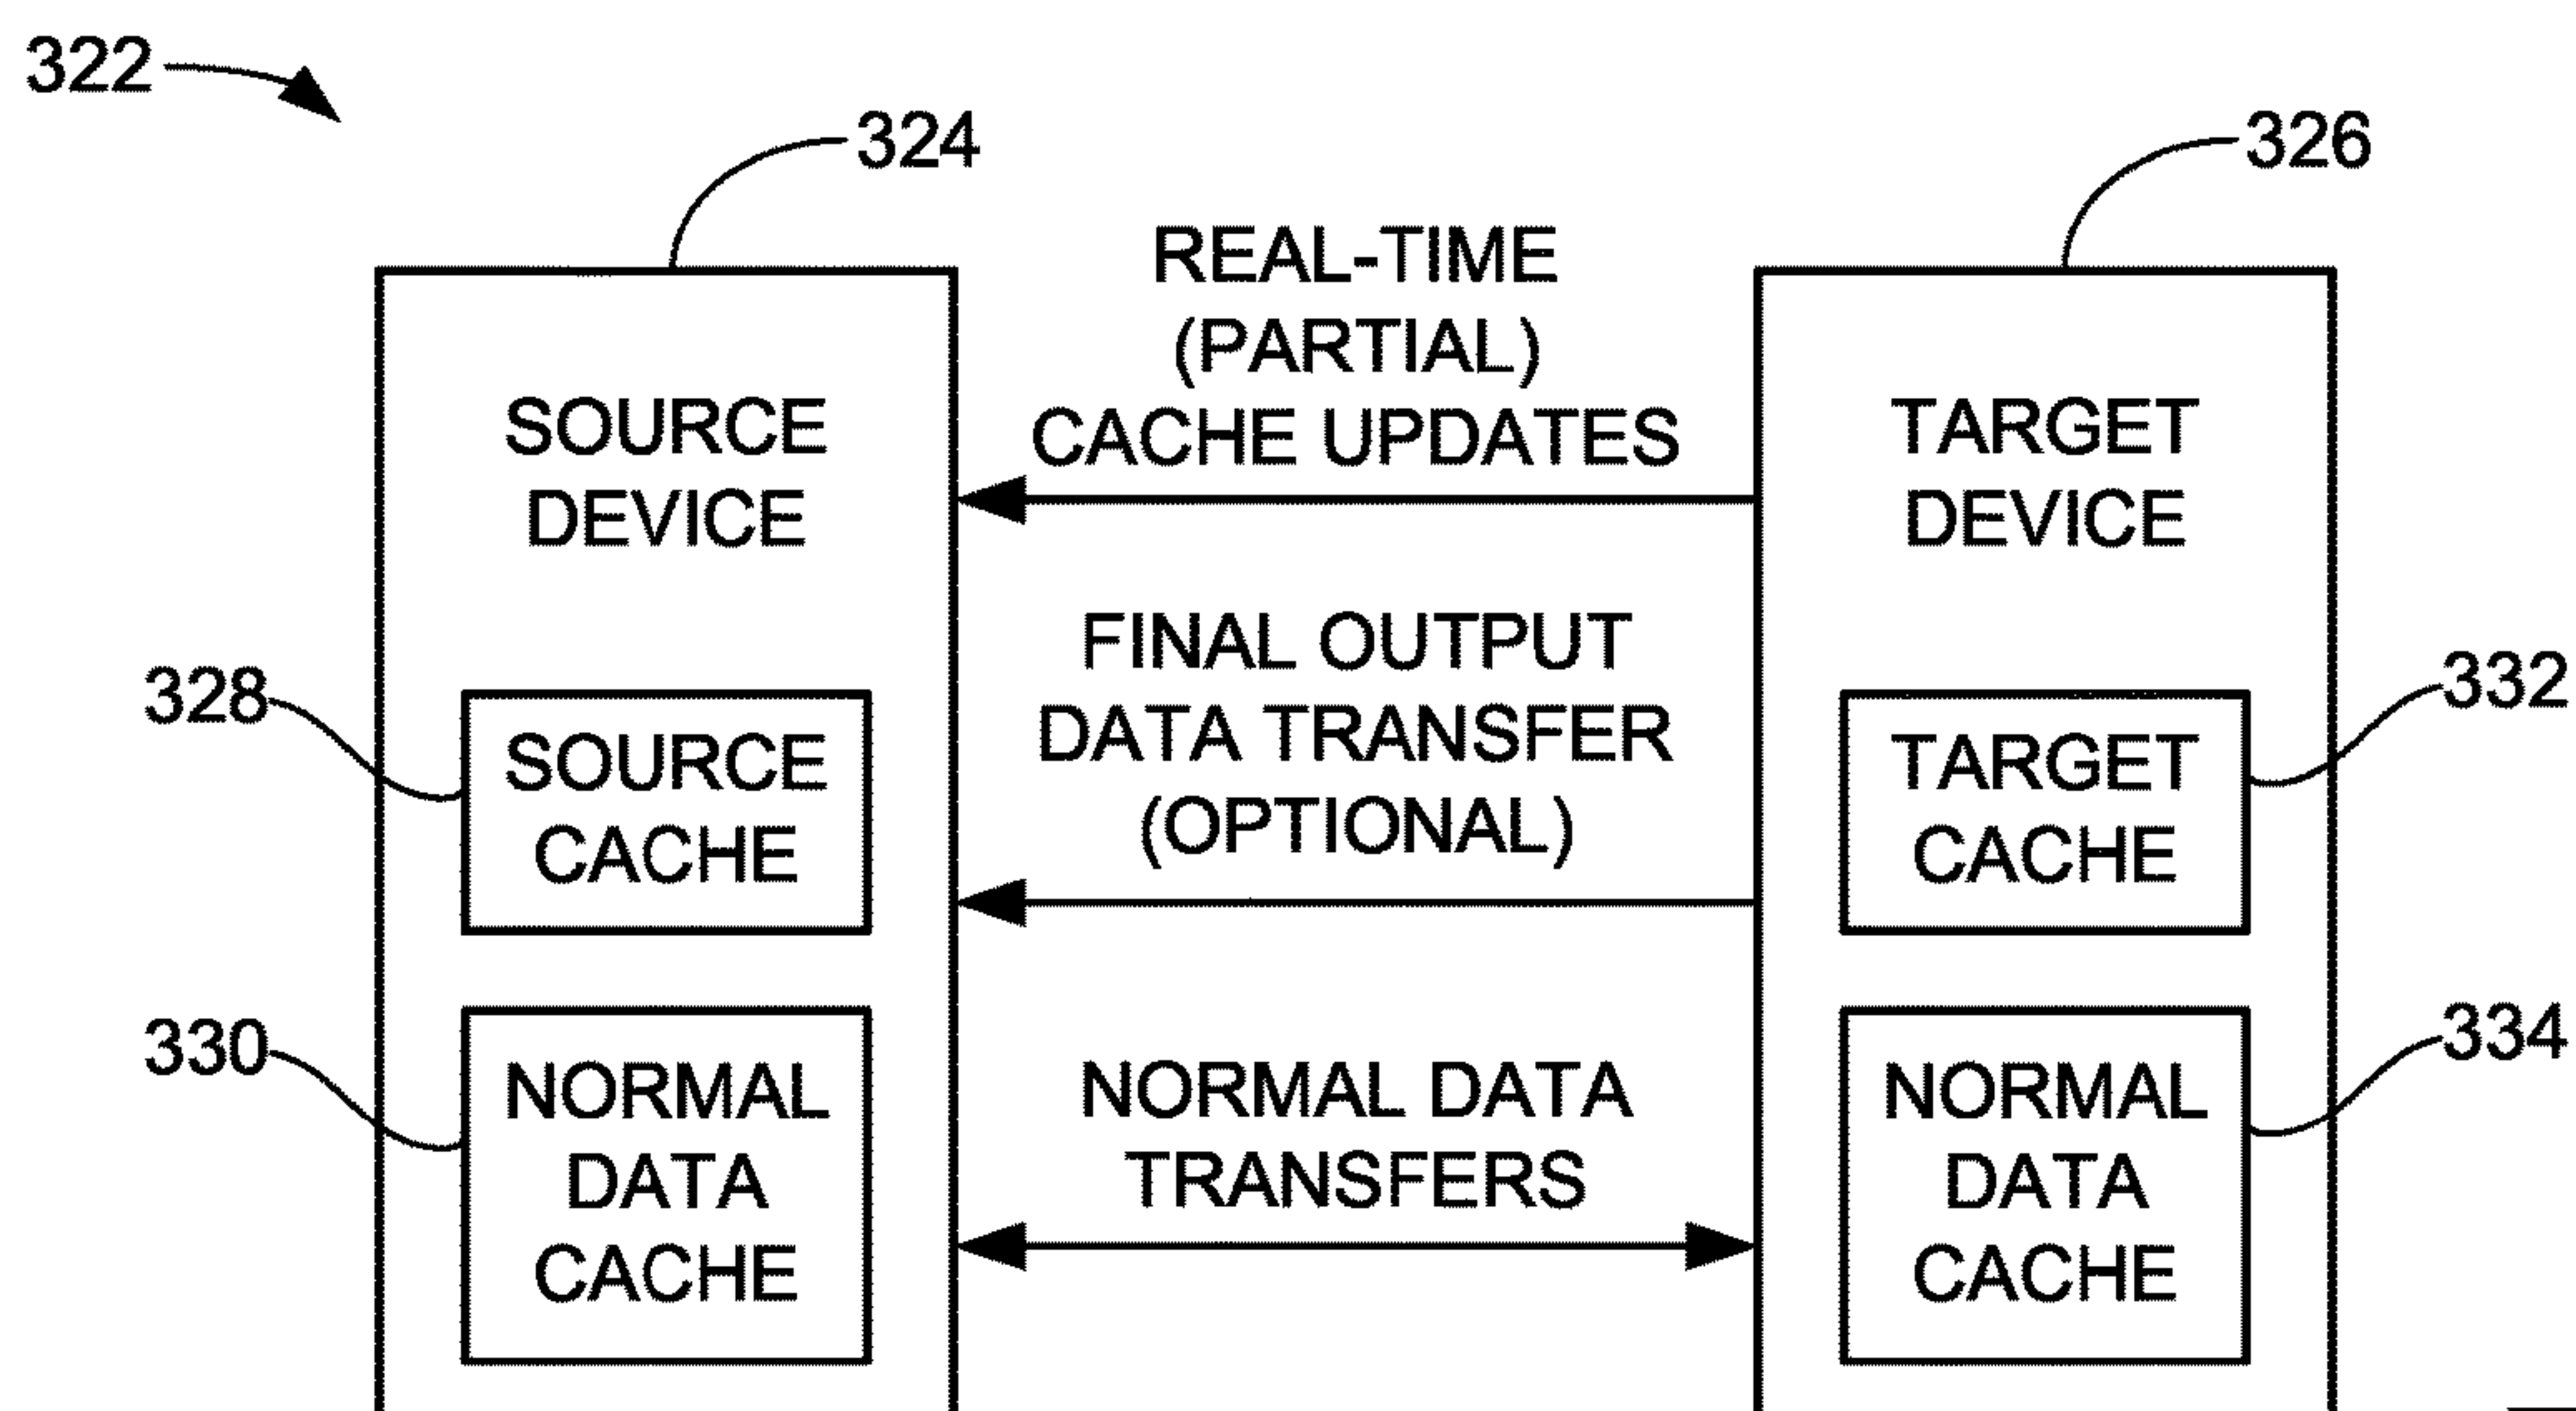 322
324
326
REAL-TIME
(PARTIAL)
CACHE UPDATES
SOURCE
DEVICE
TARGET
DEVICE
FINAL OUTPUT
DATA TRANSFER
(OPTIONAL)
328
SOURCE
CACHE
332
TARGET
CACHE
330
NORMAL
DATA
CACHE
NORMAL DATA
TRANSFERS
334
NORMAL
DATA
CACHE